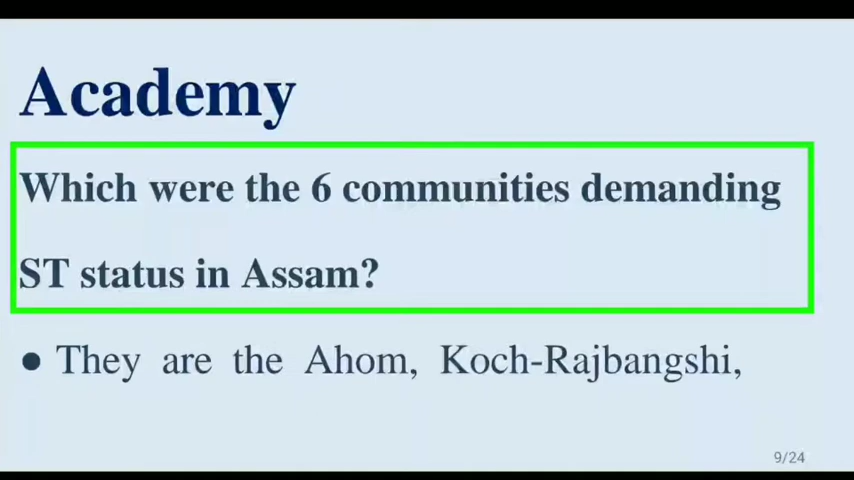 Academy
Which were the 6 communities demanding
ST status in Assam?
● They are the Ahom, Koch-Rajbangshi,
9/24